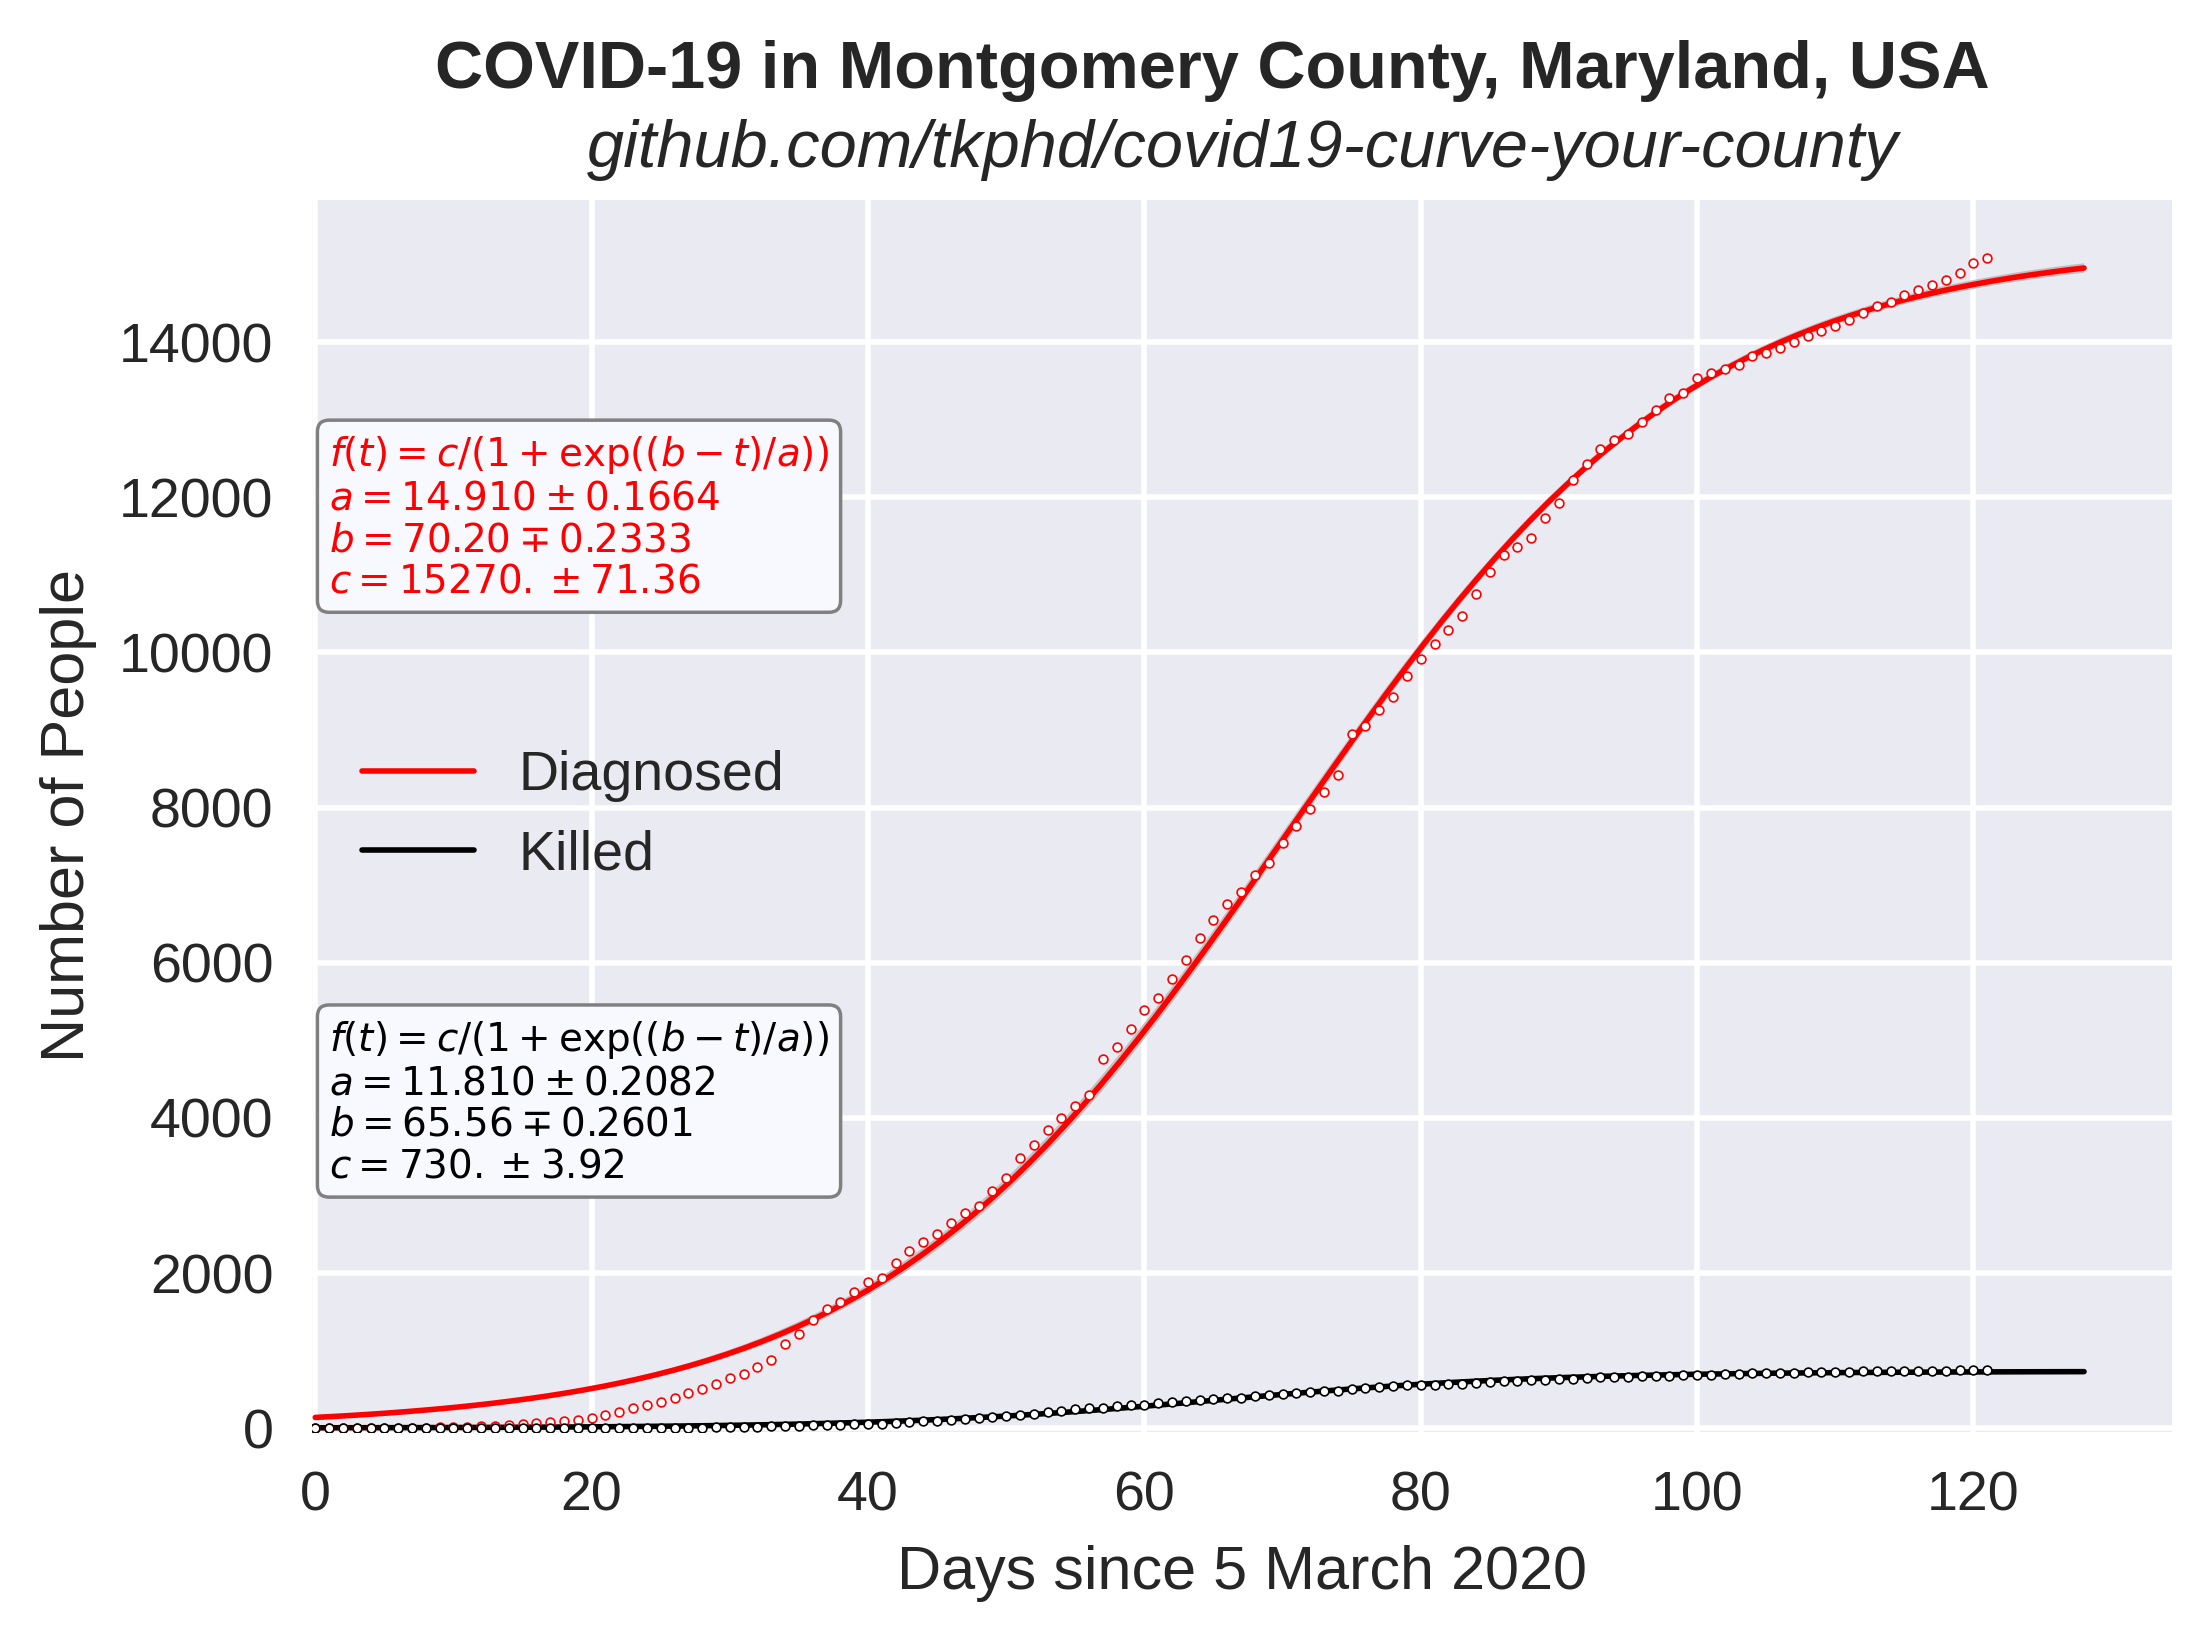 COVID-19 in Montgomery County, Maryland, USA
github.com/tkphd/covid19-curve-your-county
Number of People
14000
12000
10000
8000
6000
4000
2000
0
f(t) = c/(1 + exp((b − t)/a))
a = 14.910 ± 0.1664
b = 70.20 ∓ 0.2333
c = 15270. ± 71.36
Diagnosed
Killed
f(t) = c/(1 + exp((b − t)/a))
a = 11.810 ± 0.2082
b = 65.56 ∓ 0.2601
c = 730. ± 3.92
0 20 40 60 80 100 120
Days since 5 March 2020